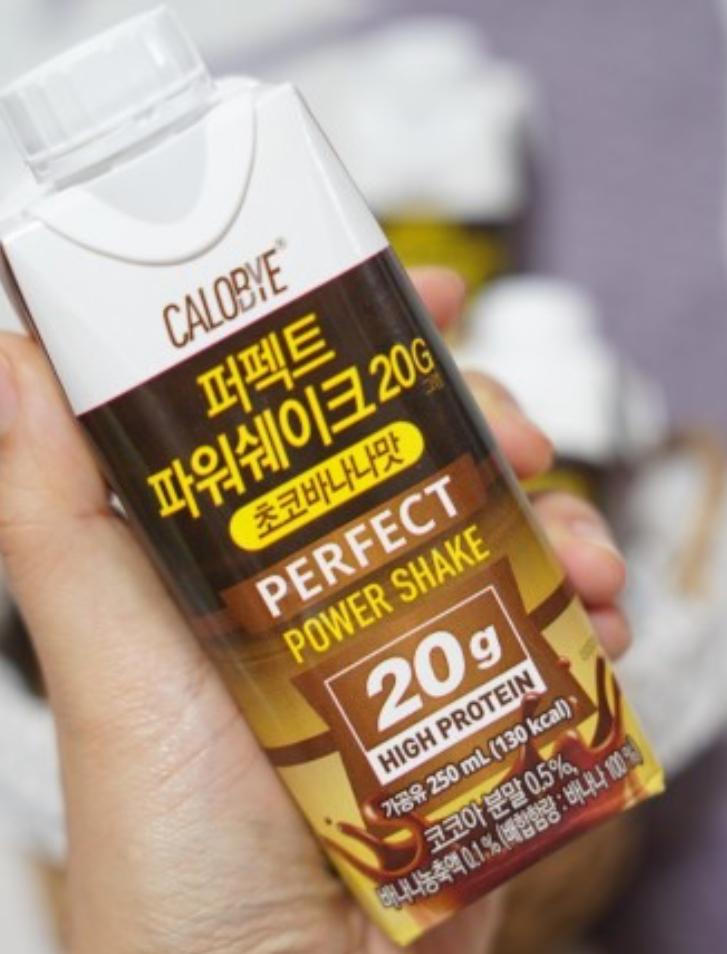 CALOBYE®
퍼펙트
파워쉐이크 20G
초코바나나맛
PERFECT
POWER SHAKE
20g
HIGH PROTEIN
가공유 250 mL (130 kcal)
코코아 분말 0.5%,
바나나농축액 0.1% (배합함량 : 바나나 100%)